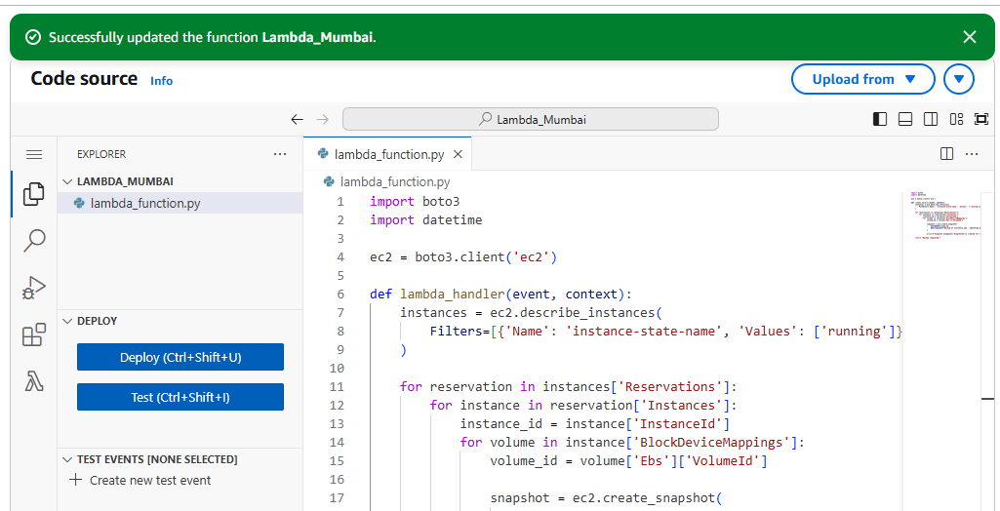 Successfully updated the function Lambda_Mumbai.
Code source Info
Upload from
Lambda_Mumbai
EXPLORER
LAMBDA_MUMBAI
lambda_function.py
DEPLOY
Deploy (Ctrl+Shift+U)
Test (Ctrl+Shift+I)
TEST EVENTS [NONE SELECTED]
Create new test event
lambda_function.py
lambda_function.py
1 import boto3
2 import datetime
3
4 ec2 = boto3.client('ec2')
5
6 def lambda_handler(event, context):
7 instances = ec2.describe_instances(
8 Filters=[{'Name': 'instance-state-name', 'Values': ['running']}
9 )
10
11 for reservation in instances['Reservations']:
12 for instance in reservation['Instances']:
13 instance_id = instance['InstanceId']
14 for volume in instance['BlockDeviceMappings']:
15 volume_id = volume['Ebs']['VolumeId']
16
17 snapshot = ec2.create_snapshot(